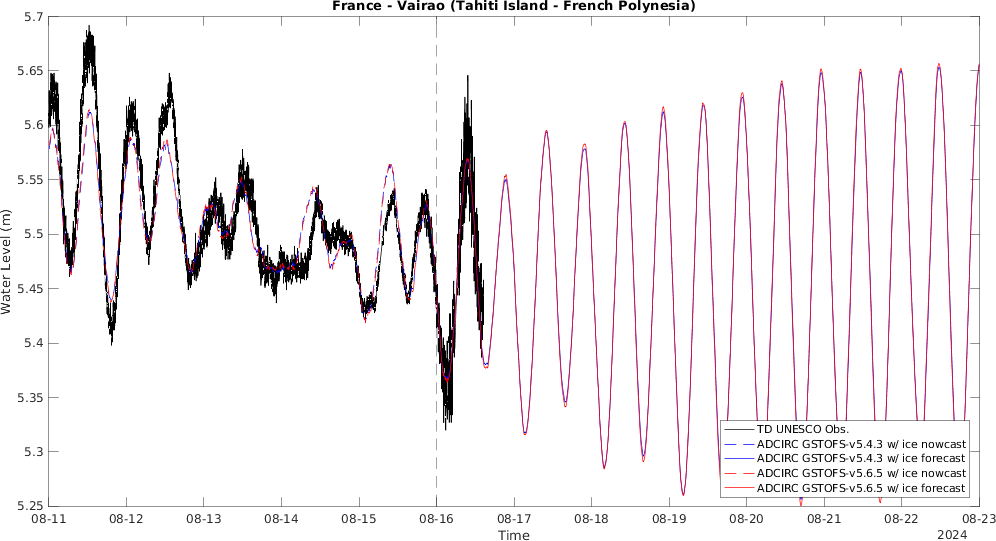 France - Vairao (Tahiti Island - French Polynesia)
5.7
5.65
5.6
5.55
5.5
5.45
5.4
5.35
5.3
5.25
Water Level (m)
TD UNESCO Obs.
ADCIRC GSTOFS-v5.4.3 w/ ice nowcast
ADCIRC GSTOFS-v5.4.3 w/ ice forecast
ADCIRC GSTOFS-v5.6.5 w/ ice nowcast
ADCIRC GSTOFS-v5.6.5 w/ ice forecast
08-11 08-12 08-13 08-14 08-15 08-16 08-17 08-18 08-19 08-20 08-21 08-22 08-23
Time
2024